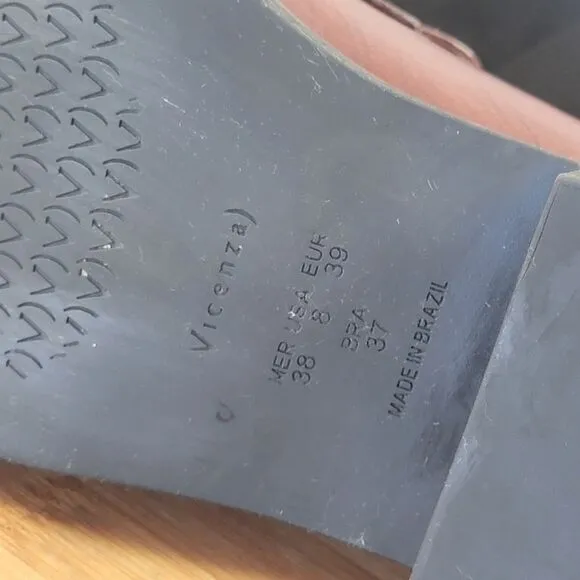 Vicenza)
MER USA EUR
38 8 39
BRA
37
MADE IN BRAZIL